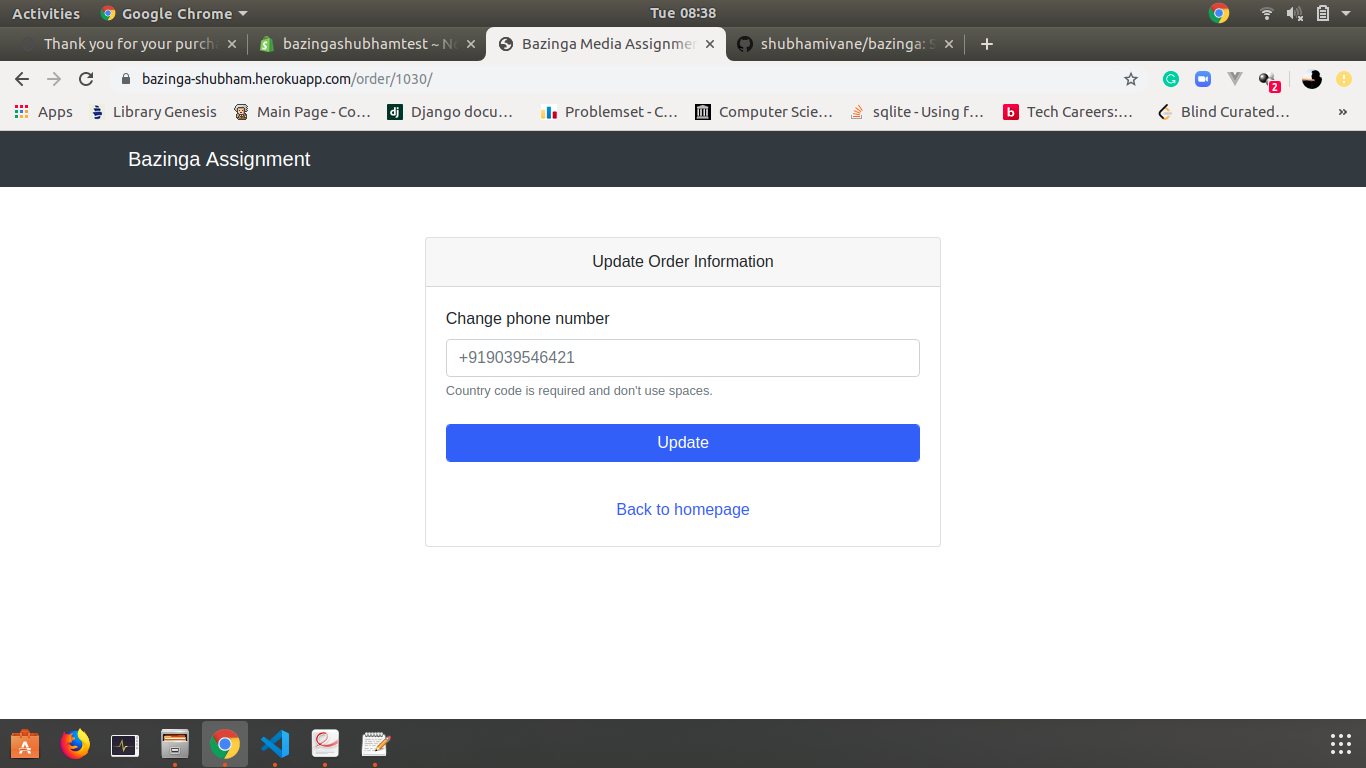 Activities Google Chrome Tue 08:38
Thank you for your purch bazingashubhamtest ~ N Bazinga Media Assignme shubhamivane/bazinga:
bazinga-shubham.herokuapp.com/order/1030/
2
Apps Library Genesis Main Page - Co… Django docu… Problemset - C… Computer Scie… sqlite - Using f… Tech Careers:… Blind Curated… »
Bazinga Assignment
Update Order Information
Change phone number
+919039546421
Country code is required and don't use spaces.
Update
Back to homepage